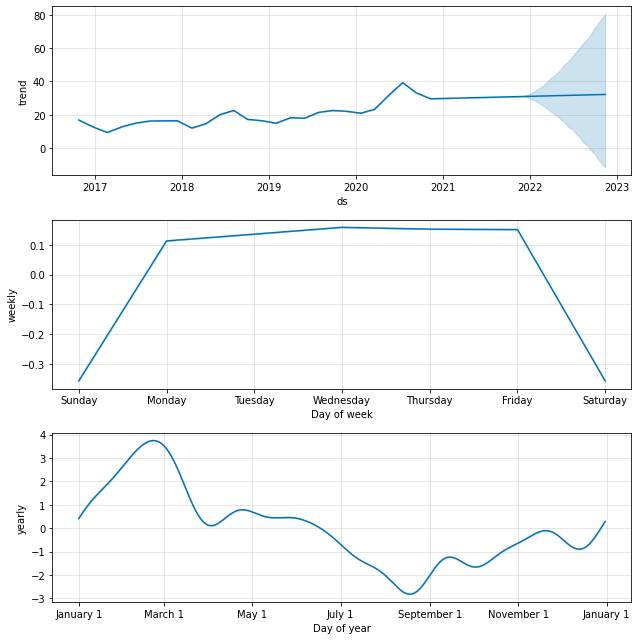 80
60
40
20
0
trend
2017 2018 2019 2020 2021 2022 2023
ds
0.1
0.0
−0.1
−0.2
−0.3
weekly
Sunday Monday Tuesday Wednesday Thursday Friday Saturday
Day of week
4
3
2
1
0
−1
−2
−3
yearly
January 1 March 1 May 1 July 1 September 1 November 1 January 1
Day of year